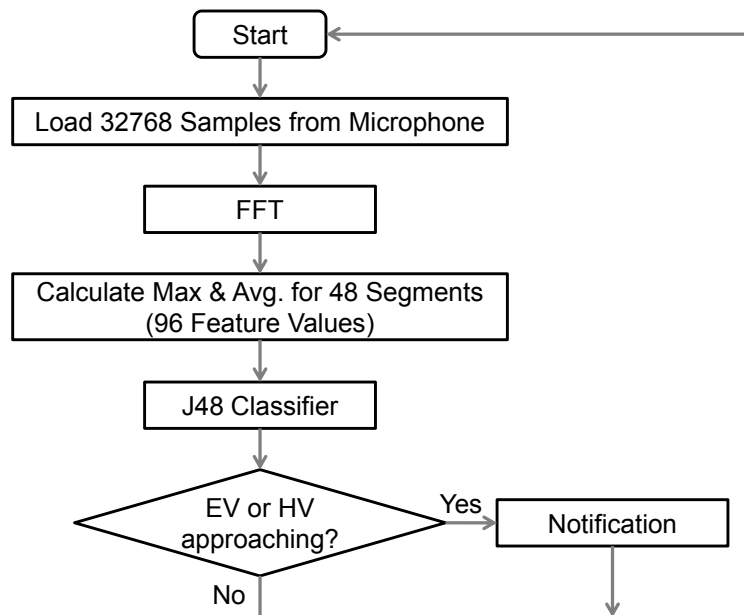 Start
Load 32768 Samples from Microphone
FFT
Calculate Max & Avg. for 48 Segments
(96 Feature Values)
J48 Classifier
EV or HV
approaching?
Yes
Notification
No